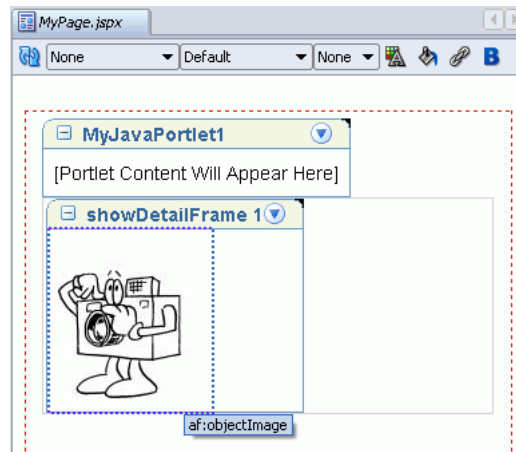 MyPage.jspx
None Default None B
MyJavaPortlet1
[Portlet Content Will Appear Here]
showDetailFrame 1
af:objectImage